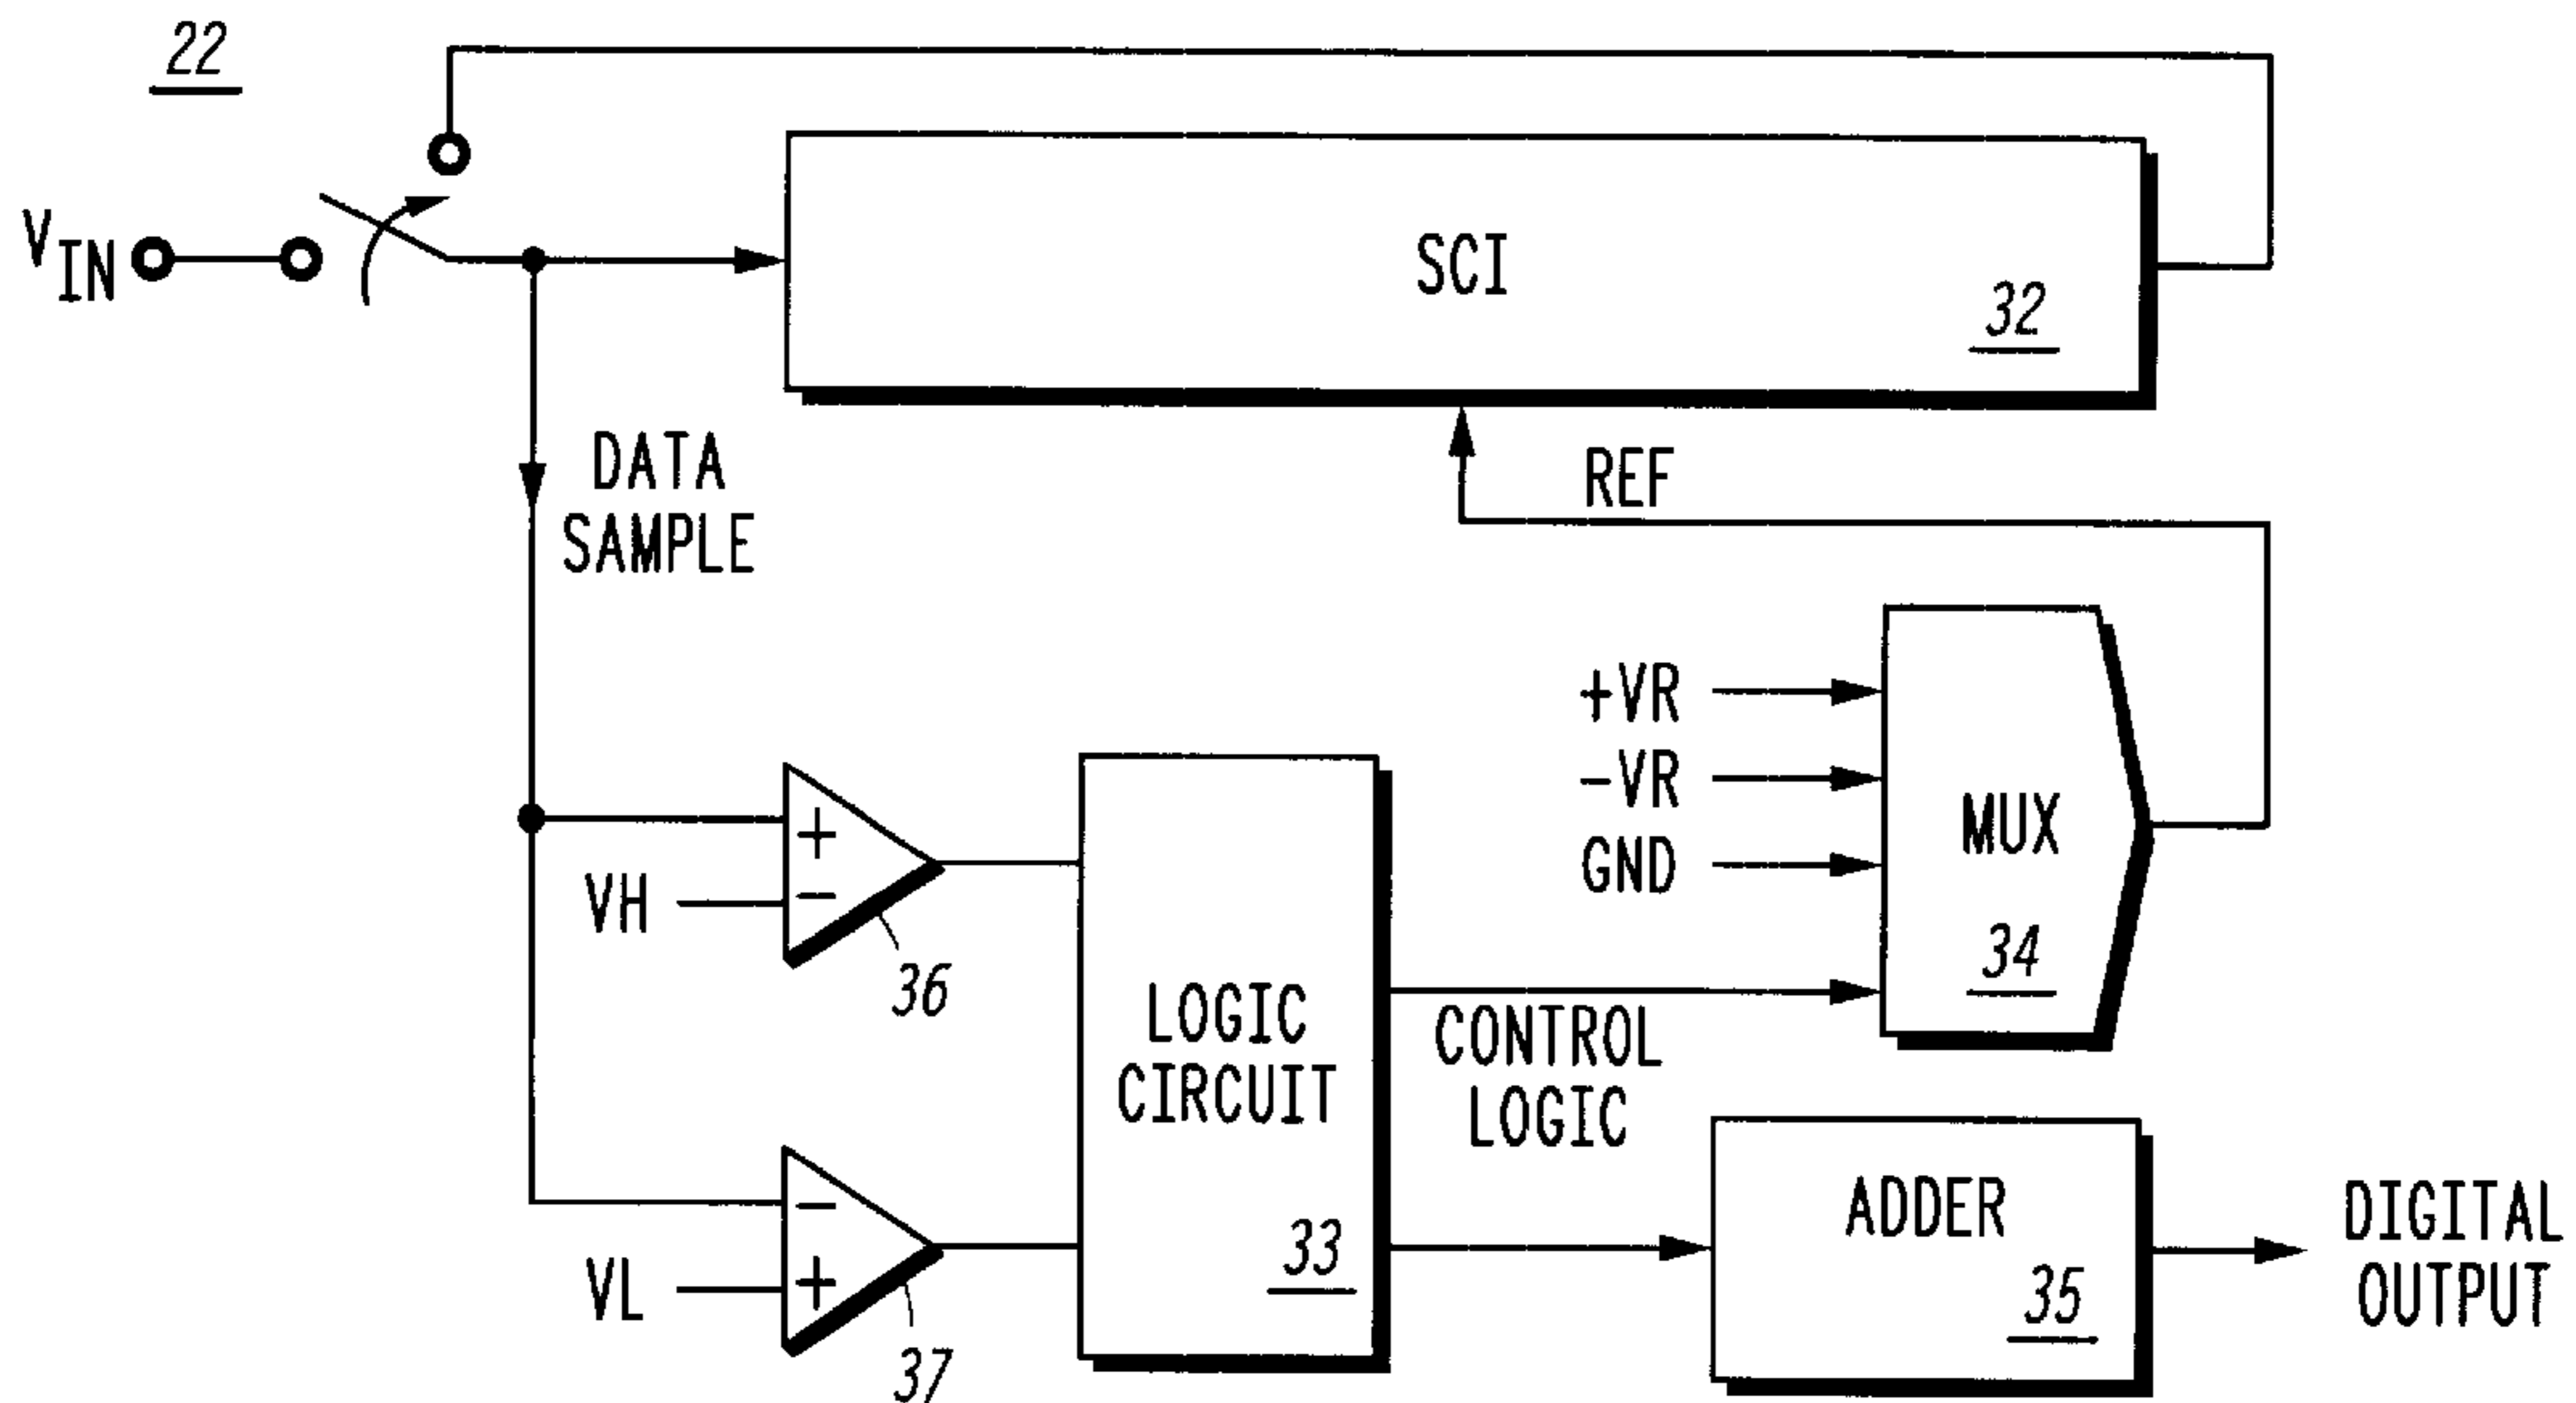 22
V IN
SCI
32
DATA
SAMPLE
REF
+VR
-VR
GND
MUX
34
VH
+
-
36
LOGIC
CIRCUIT
33
CONTROL
LOGIC
VL
-
+
37
ADDER
35
DIGITAL
OUTPUT